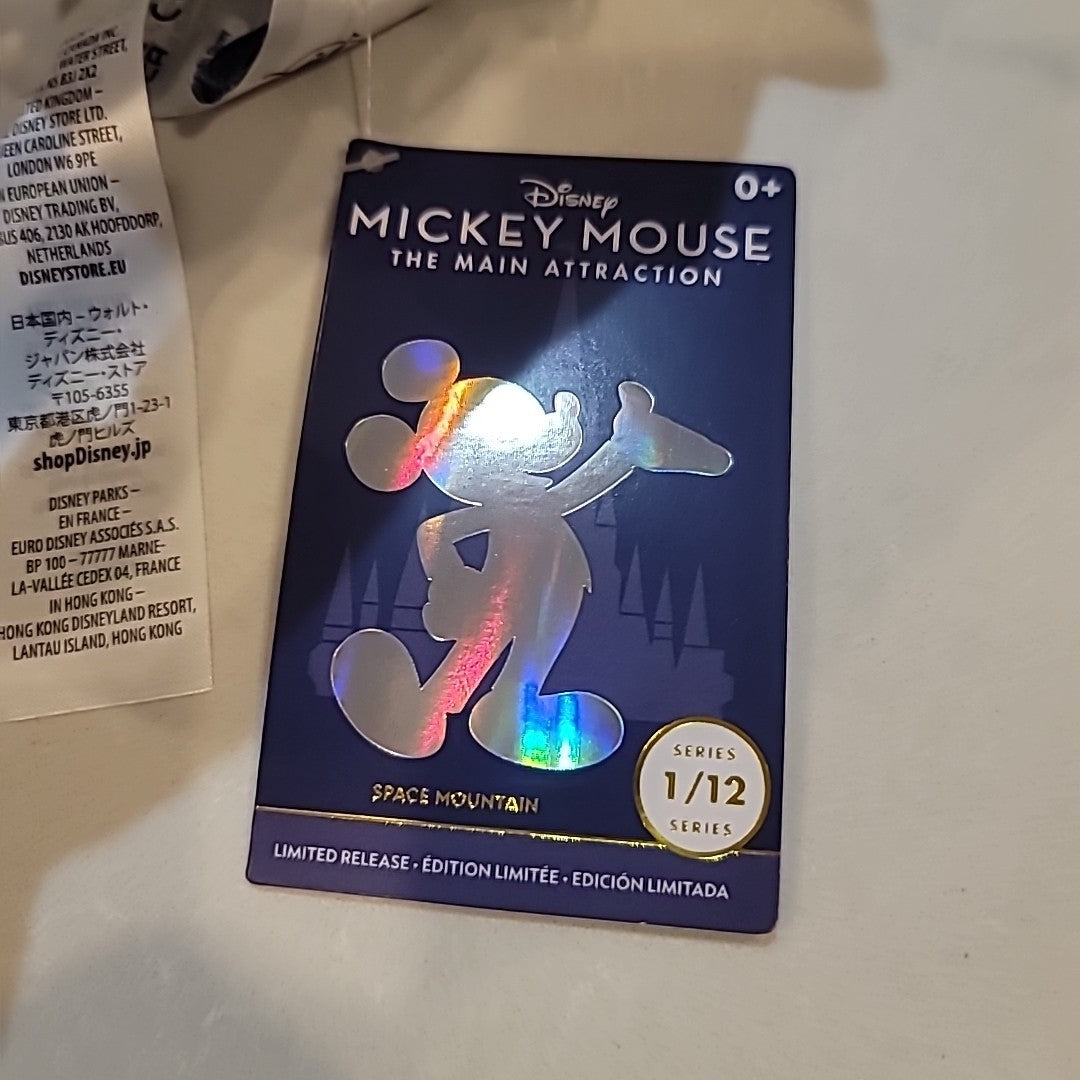 WATER STREET,
NS B3J 2X2
KINGDOM –
DISNEY STORE LTD.
CAROLINE STREET,
LONDON W6 9PE
EUROPEAN UNION –
DISNEY TRADING BV,
406, 2130 AK HOOFDDORP,
NETHERLANDS
DISNEYSTORE.EU
日本国内 – ウォルト・
ディズニー・
ジャパン株式会社
ディズニー・ストア
〒105-6355
東京都港区虎ノ門1-23-1
虎ノ門ヒルズ
shopDisney.jp
DISNEY PARKS –
EN FRANCE –
EURO DISNEY ASSOCIÉS S.A.S.
BP 100 – 77777 MARNE-
LA-VALLÉE CEDEX 04, FRANCE
IN HONG KONG –
HONG KONG DISNEYLAND RESORT,
LANTAU ISLAND, HONG KONG
0+
Disney
MICKEY MOUSE
THE MAIN ATTRACTION
SPACE MOUNTAIN
SERIES
1/12
SERIES
LIMITED RELEASE • ÉDITION LIMITÉE • EDICIÓN LIMITADA